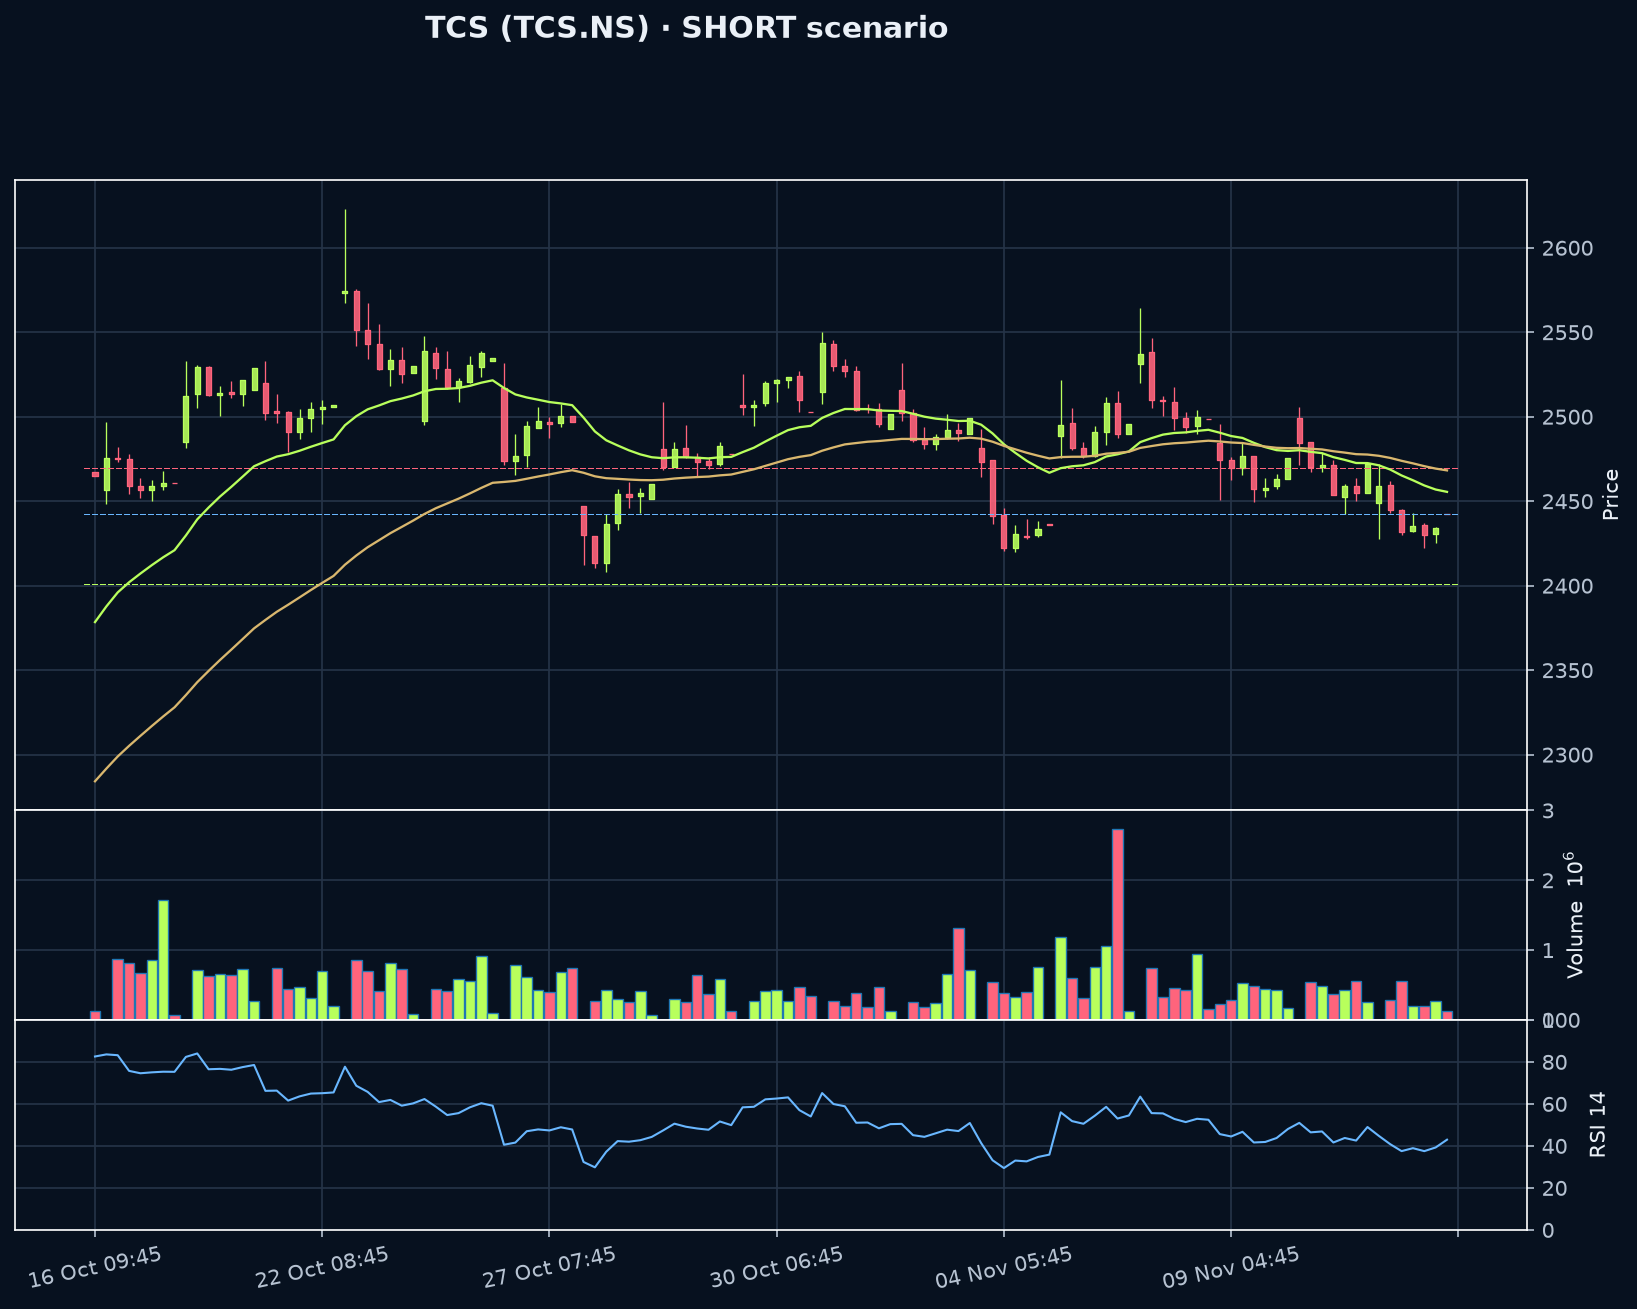 TCS (TCS.NS) · SHORT scenario
2600
2550
2500
2450
2400
2350
2300
Price
3
2
1
0
Volume 10⁶
100
80
60
40
20
0
RSI 14
16 Oct 09:45
22 Oct 08:45
27 Oct 07:45
30 Oct 06:45
04 Nov 05:45
09 Nov 04:45